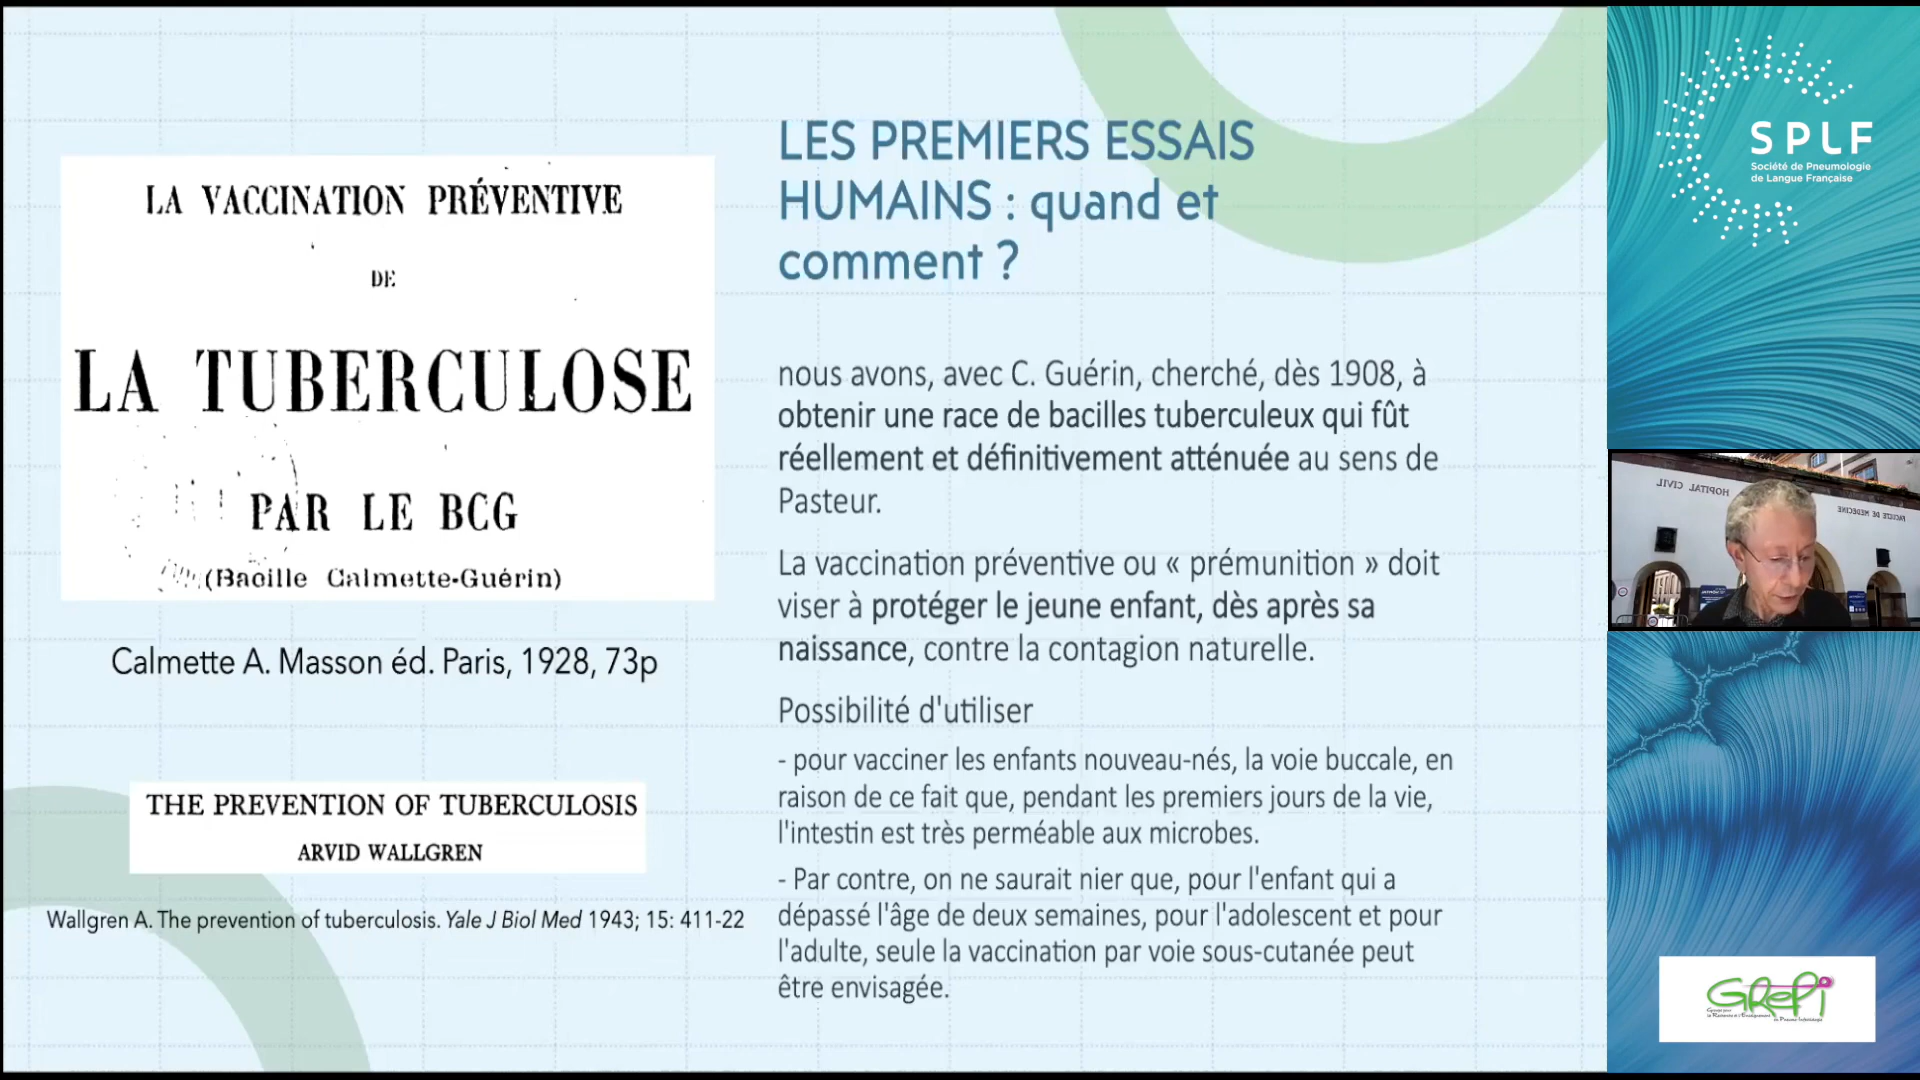 LA VACCINATION PRÉVENTIVE
DE
LA TUBERCULOSE
PAR LE BCG
(Bacille Calmette-Guérin)
Calmette A. Masson éd. Paris, 1928, 73p
THE PREVENTION OF TUBERCULOSIS
ARVID WALLGREN
Wallgren A. The prevention of tuberculosis. Yale J Biol Med 1943; 15: 411-22
LES PREMIERS ESSAIS
HUMAINS : quand et
comment ?
nous avons, avec C. Guérin, cherché, dès 1908, à
obtenir une race de bacilles tuberculeux qui fût
réellement et définitivement atténuée au sens de
Pasteur.
La vaccination préventive ou « prémunition » doit
viser à protéger le jeune enfant, dès après sa
naissance, contre la contagion naturelle.
Possibilité d'utiliser
- pour vacciner les enfants nouveau-nés, la voie buccale, en
raison de ce fait que, pendant les premiers jours de la vie,
l'intestin est très perméable aux microbes.
- Par contre, on ne saurait nier que, pour l'enfant qui a
dépassé l'âge de deux semaines, pour l'adolescent et pour
l'adulte, seule la vaccination par voie sous-cutanée peut
être envisagée.
SPLF
Société de Pneumologie
de Langue Française
HOPITAL CIVIL
FACULTE DE MEDECINE
GREPI